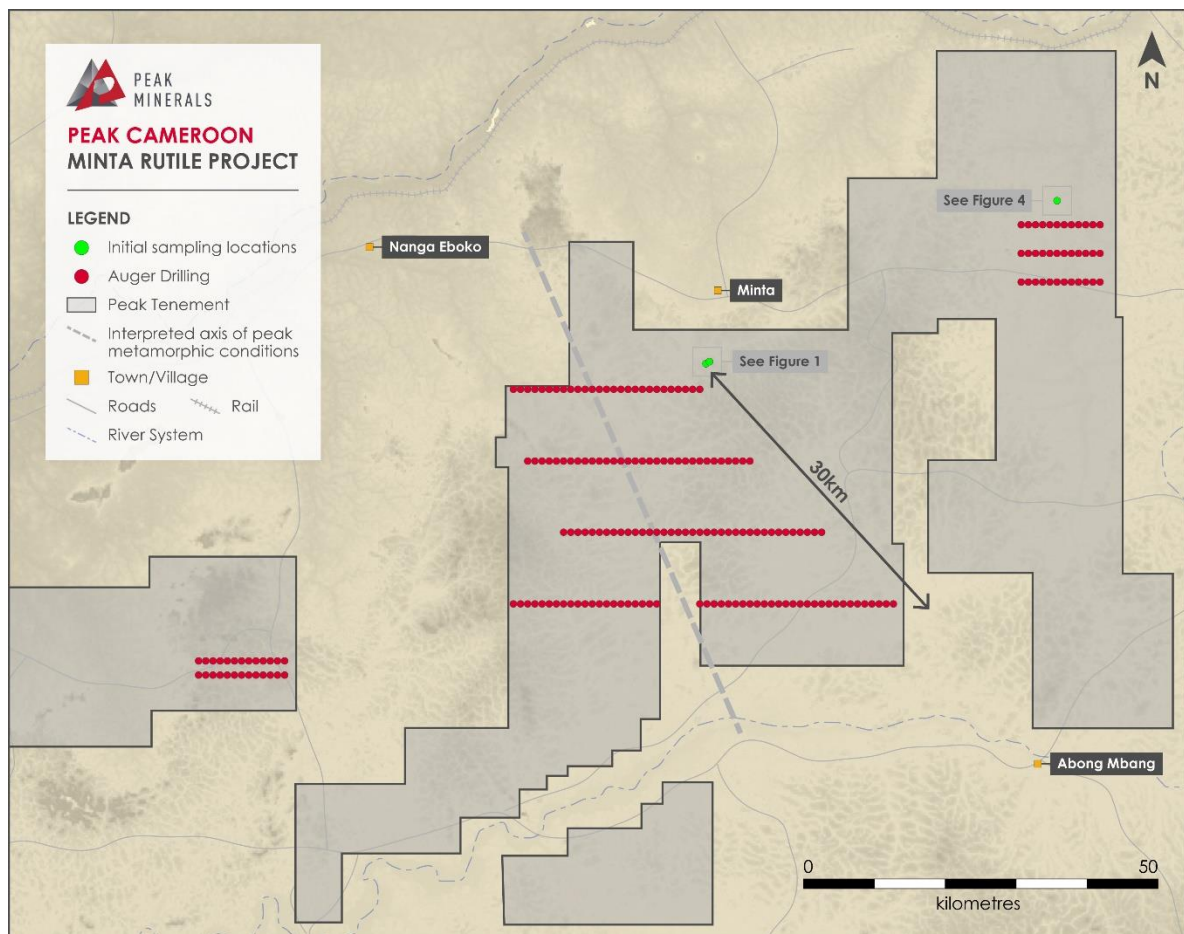 PEAK
MINERALS
PEAK CAMEROON
MINTA RUTILE PROJECT
LEGEND
Initial sampling locations
Auger Drilling
Peak Tenement
Interpreted axis of peak
metamorphic conditions
Town/Village
Roads
Rail
River System
N
See Figure 4
Nanga Eboko
Minta
See Figure 1
30km
Abong Mbang
0
50
kilometres